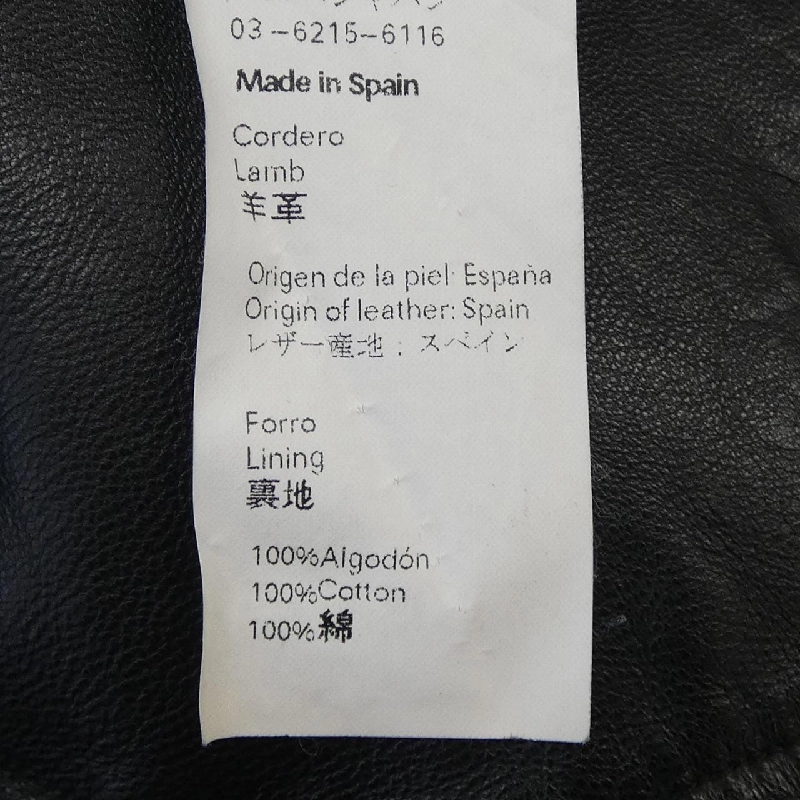 03-6215-6116
Made in Spain
Cordero
Lamb
羊革
Origen de la piel: España
Origin of leather: Spain
レザー産地：スペイン
Forro
Lining
裏地
100%Algodón
100%Cotton
100%綿